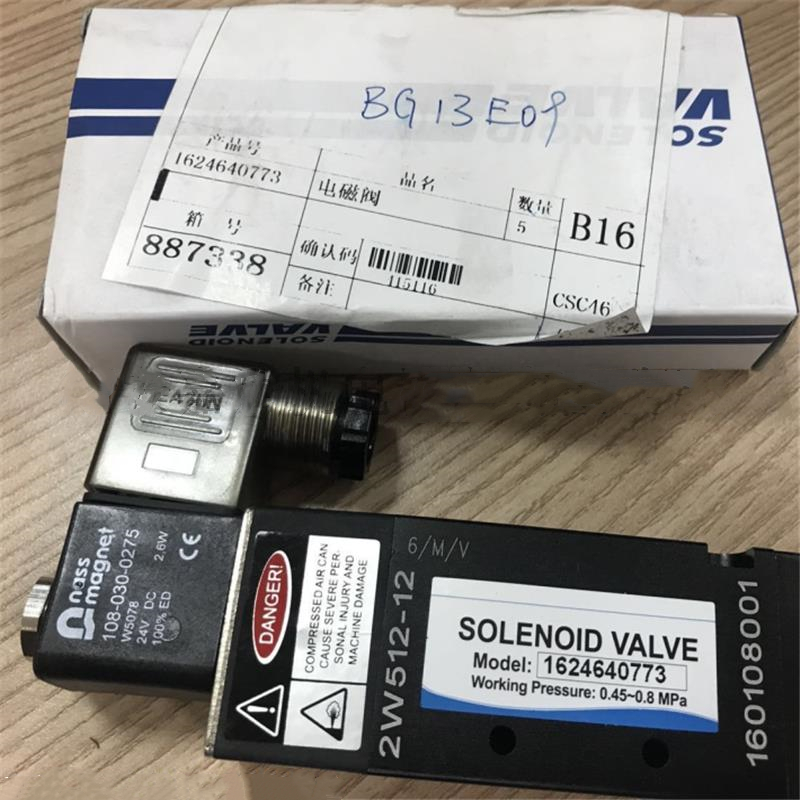 BG13E09
SOLENOID
VALVE
产品号
品名
数量
1624640773
电磁阀
5
B16
箱号
887338
确认码
115116
备注
CSC46
SOLENOID
VALVE
nass
magnet
108-030-0275
W5078
24V DC 2.6W
100% ED
CE
DANGER!
COMPRESSED AIR CAN
CAUSE SEVERE PER-
SONAL INJURY AND
MACHINE DAMAGE
6/M/V
2W512-12
SOLENOID VALVE
Model: 1624640773
Working Pressure: 0.45~0.8 MPa
160108001